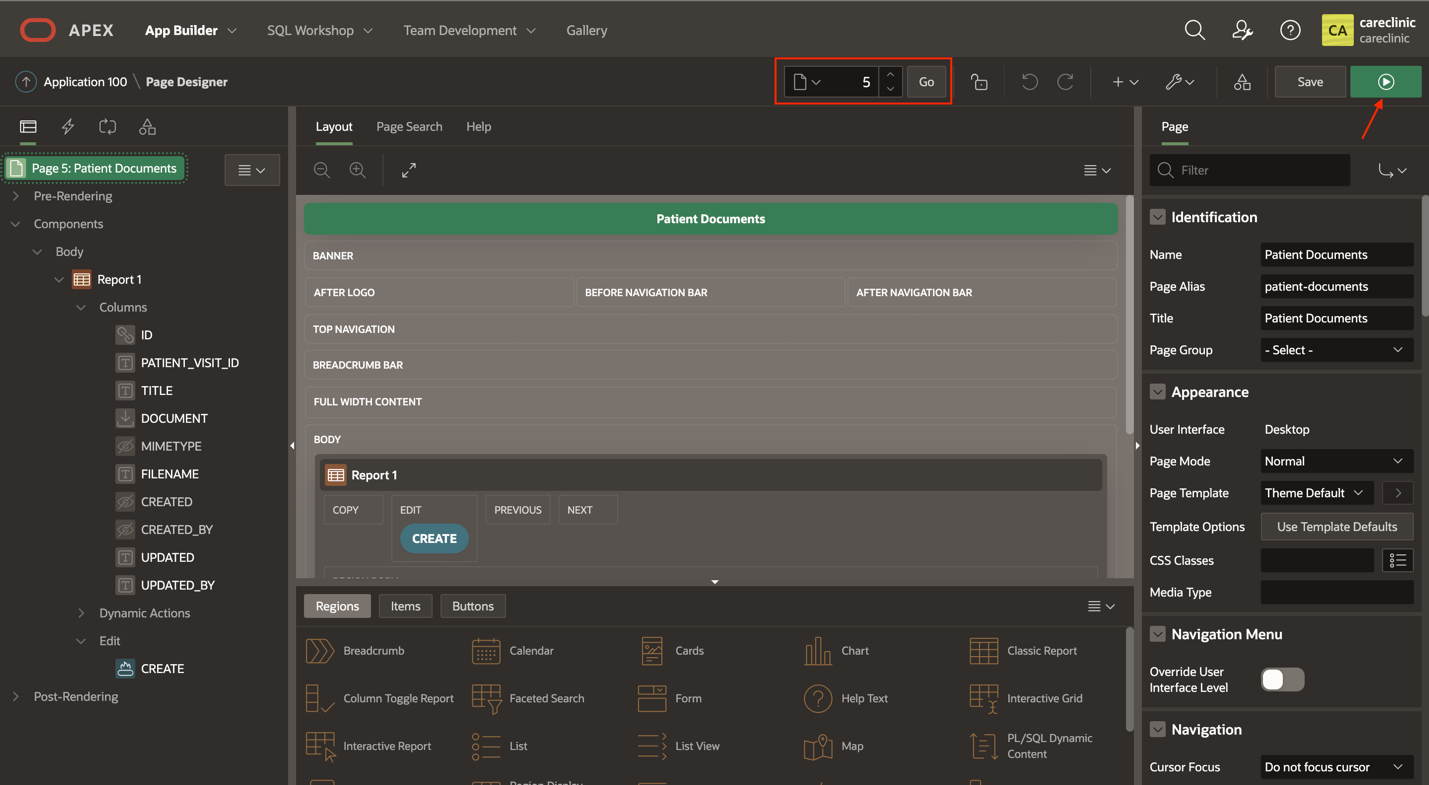 APEX App Builder SQL Workshop Team Development Gallery CA careclinic
careclinic
Application 100 \ Page Designer 5 Go Save
Layout Page Search Help
Page
Page 5: Patient Documents
Pre-Rendering
Components
Body
Report 1
Columns
ID
PATIENT_VISIT_ID
TITLE
DOCUMENT
MIMETYPE
FILENAME
CREATED
CREATED_BY
UPDATED
UPDATED_BY
Dynamic Actions
Edit
CREATE
Post-Rendering
Patient Documents
BANNER
AFTER LOGO BEFORE NAVIGATION BAR AFTER NAVIGATION BAR
TOP NAVIGATION
BREADCRUMB BAR
FULL WIDTH CONTENT
BODY
Report 1
COPY EDIT PREVIOUS NEXT
CREATE
REGION BODY
Regions Items Buttons
Breadcrumb Calendar Cards Chart Classic Report
Column Toggle Report Faceted Search Form Help Text Interactive Grid
Interactive Report List List View Map PL/SQL Dynamic
Content
Region Display
Filter
Identification
Name Patient Documents
Page Alias patient-documents
Title Patient Documents
Page Group - Select -
Appearance
User Interface Desktop
Page Mode Normal
Page Template Theme Default
Template Options Use Template Defaults
CSS Classes
Media Type
Navigation Menu
Override User
Interface Level
Navigation
Cursor Focus Do not focus cursor